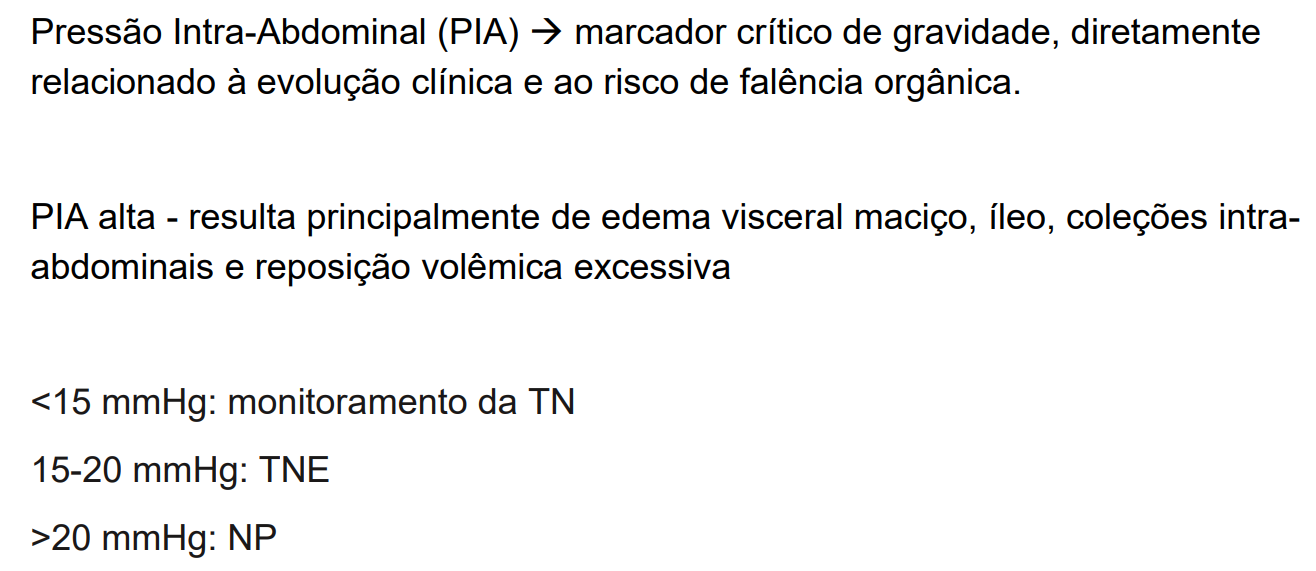 Pressão Intra-Abdominal (PIA) → marcador crítico de gravidade, diretamente
relacionado à evolução clínica e ao risco de falência orgânica.
PIA alta - resulta principalmente de edema visceral maciço, íleo, coleções intra-
abdominais e reposição volêmica excessiva
<15 mmHg: monitoramento da TN
15-20 mmHg: TNE
>20 mmHg: NP